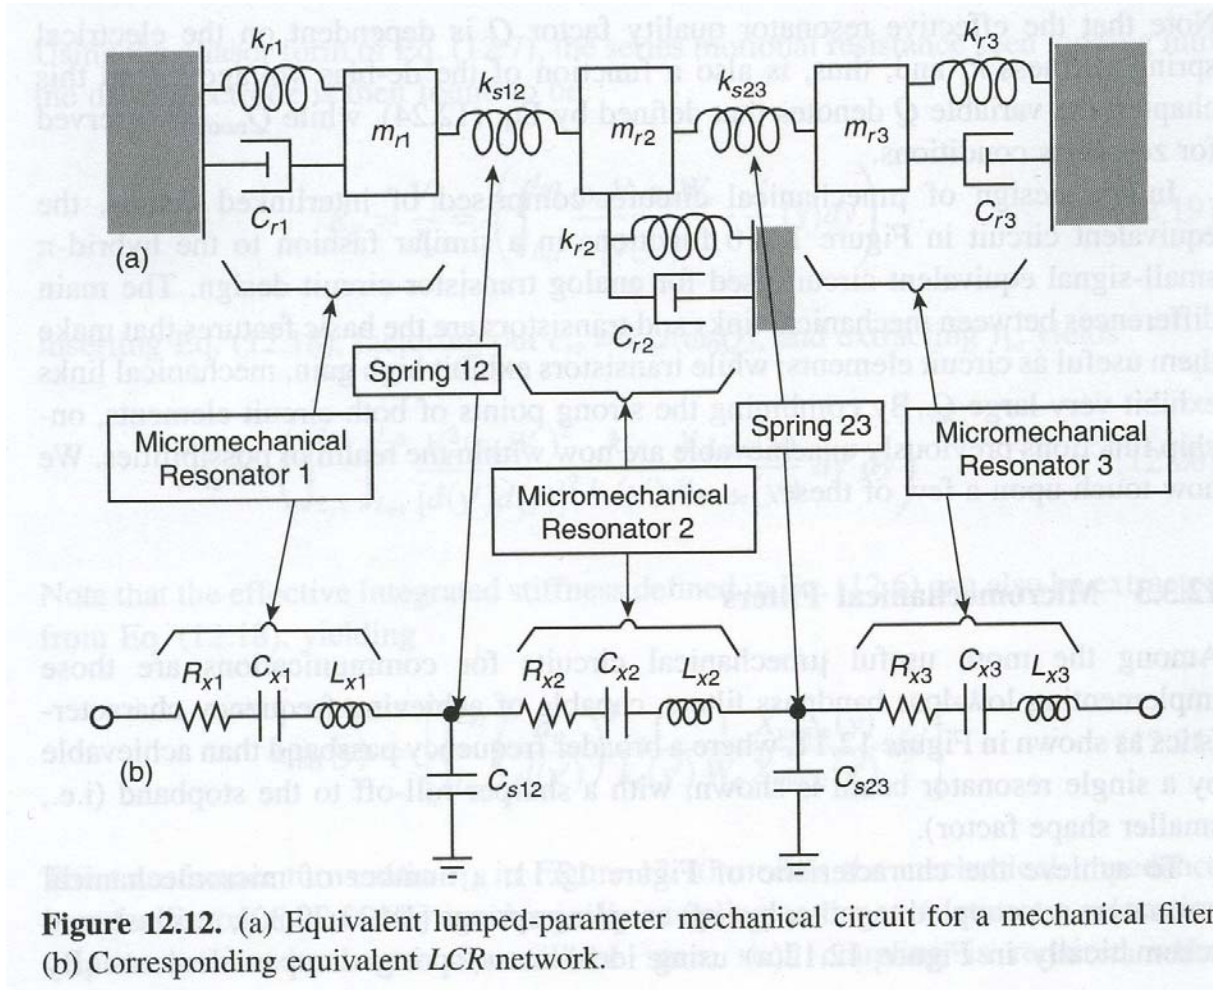 k_r1
k_r3
k_s12
k_s23
m_r1
m_r2
m_r3
C_r1
C_r3
k_r2
(a)
C_r2
Spring 12
Spring 23
Micromechanical
Resonator 1
Micromechanical
Resonator 3
Micromechanical
Resonator 2
R_x1 C_x1 L_x1
R_x2 C_x2 L_x2
R_x3 C_x3 L_x3
(b)
C_s12
C_s23
Figure 12.12. (a) Equivalent lumped-parameter mechanical circuit for a mechanical filter
(b) Corresponding equivalent LCR network.